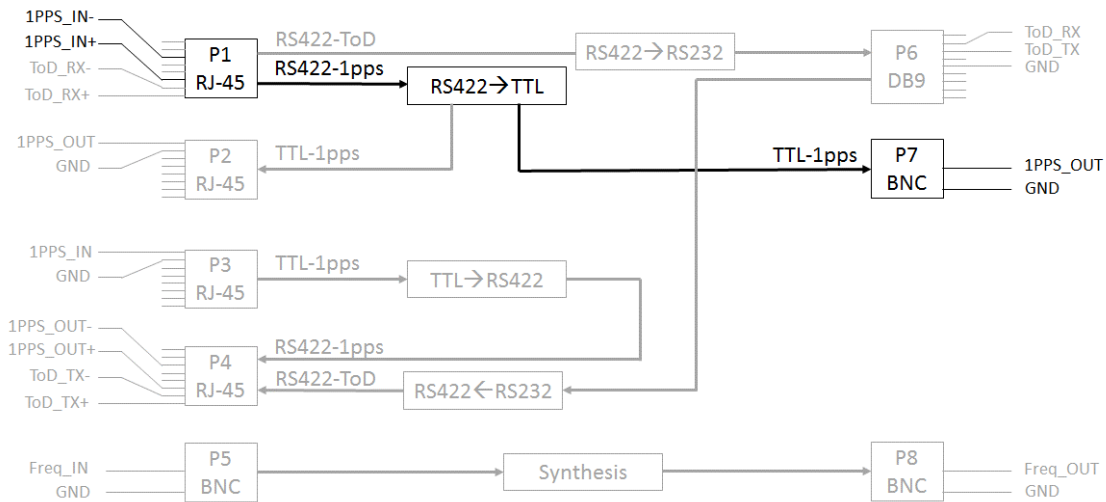 1PPS_IN-
1PPS_IN+
ToD_RX-
ToD_RX+
P1
RJ-45
RS422-ToD
RS422-1pps
RS422→RS232
RS422→TTL
P6
DB9
ToD_RX
ToD_TX
GND
1PPS_OUT
GND
P2
RJ-45
TTL-1pps
TTL-1pps
P7
BNC
1PPS_OUT
GND
1PPS_IN
GND
P3
RJ-45
TTL-1pps
TTL→RS422
1PPS_OUT-
1PPS_OUT+
ToD_TX-
ToD_TX+
P4
RJ-45
RS422-1pps
RS422-ToD
RS422←RS232
Freq_IN
GND
P5
BNC
Synthesis
P8
BNC
Freq_OUT
GND